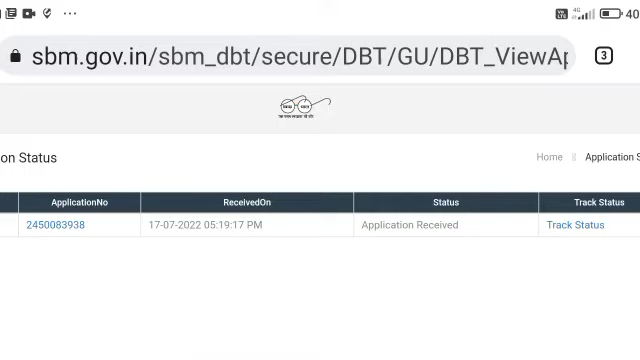 40
sbm.gov.in/sbm_dbt/secure/DBT/GU/DBT_ViewAp
3
on Status
Home
Application S
ApplicationNo ReceivedOn Status Track Status
2450083938 17-07-2022 05:19:17 PM Application Received Track Status